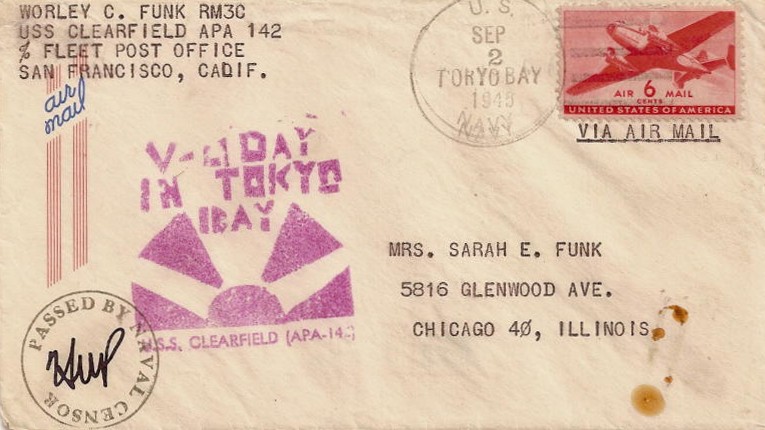 WORLEY C. FUNK RM3C
USS CLEARFIELD APA 142
% FLEET POST OFFICE
SAN FRANCISCO, CALIF.
air
mail
U. S.
SEP
2
TOKYO BAY
1945
NAVY
AIR 6 MAIL
CENTS
UNITED STATES OF AMERICA
VIA AIR MAIL
V-J DAY
IN TOKYO
BAY
U.S.S. CLEARFIELD (APA-142)
MRS. SARAH E. FUNK
5816 GLENWOOD AVE.
CHICAGO 40, ILLINOIS.
PASSED BY NAVAL CENSOR